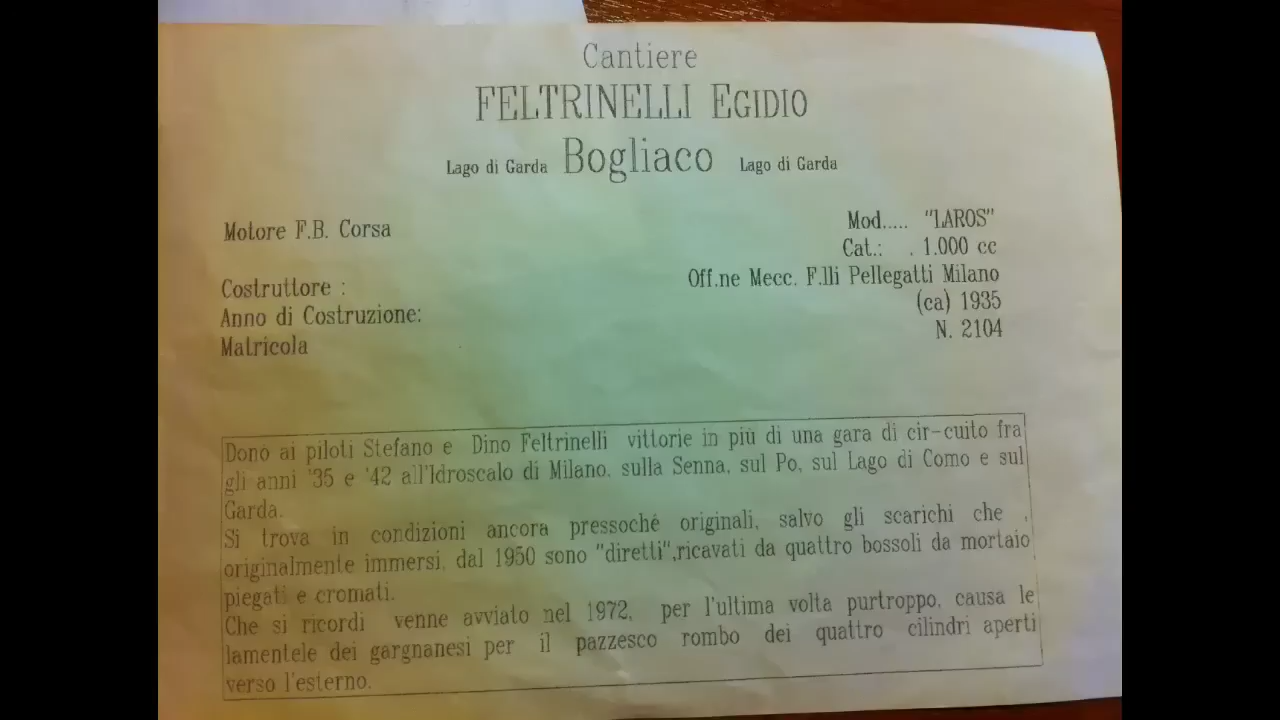 Cantiere
FELTRINELLI EGIDIO
Lago di Garda Bogliaco Lago di Garda
Motore F.B. Corsa
Mod..... "LAROS"
Cat.: . 1.000 cc
Costruttore : Off.ne Mecc. F.lli Pellegatti Milano
Anno di Costruzione: (ca) 1935
Matricola N. 2104
Donò ai piloti Stefano e Dino Feltrinelli vittorie in più di una gara di cir-cuito fra
gli anni '35 e '42 all'Idroscalo di Milano. sulla Senna, sul Po, sul Lago di Como e sul
Garda.
Si trova in condizioni ancora pressoché originali, salvo gli scarichi che ,
originalmente immersi, dal 1950 sono "diretti",ricavati da quattro bossoli da mortaio
piegati e cromati.
Che si ricordi venne avviato nel 1972, per l'ultima volta purtroppo, causa le
lamentele dei gargnanesi per il pazzesco rombo dei quattro cilindri aperti
verso l'esterno.